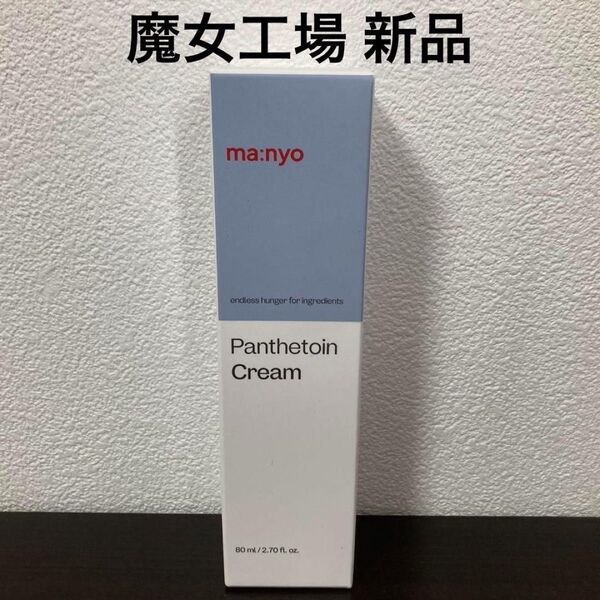 魔女工場 新品
ma:nyo
endless hunger for ingredients
Panthetoin
Cream
80 ml / 2.70 fl. oz.